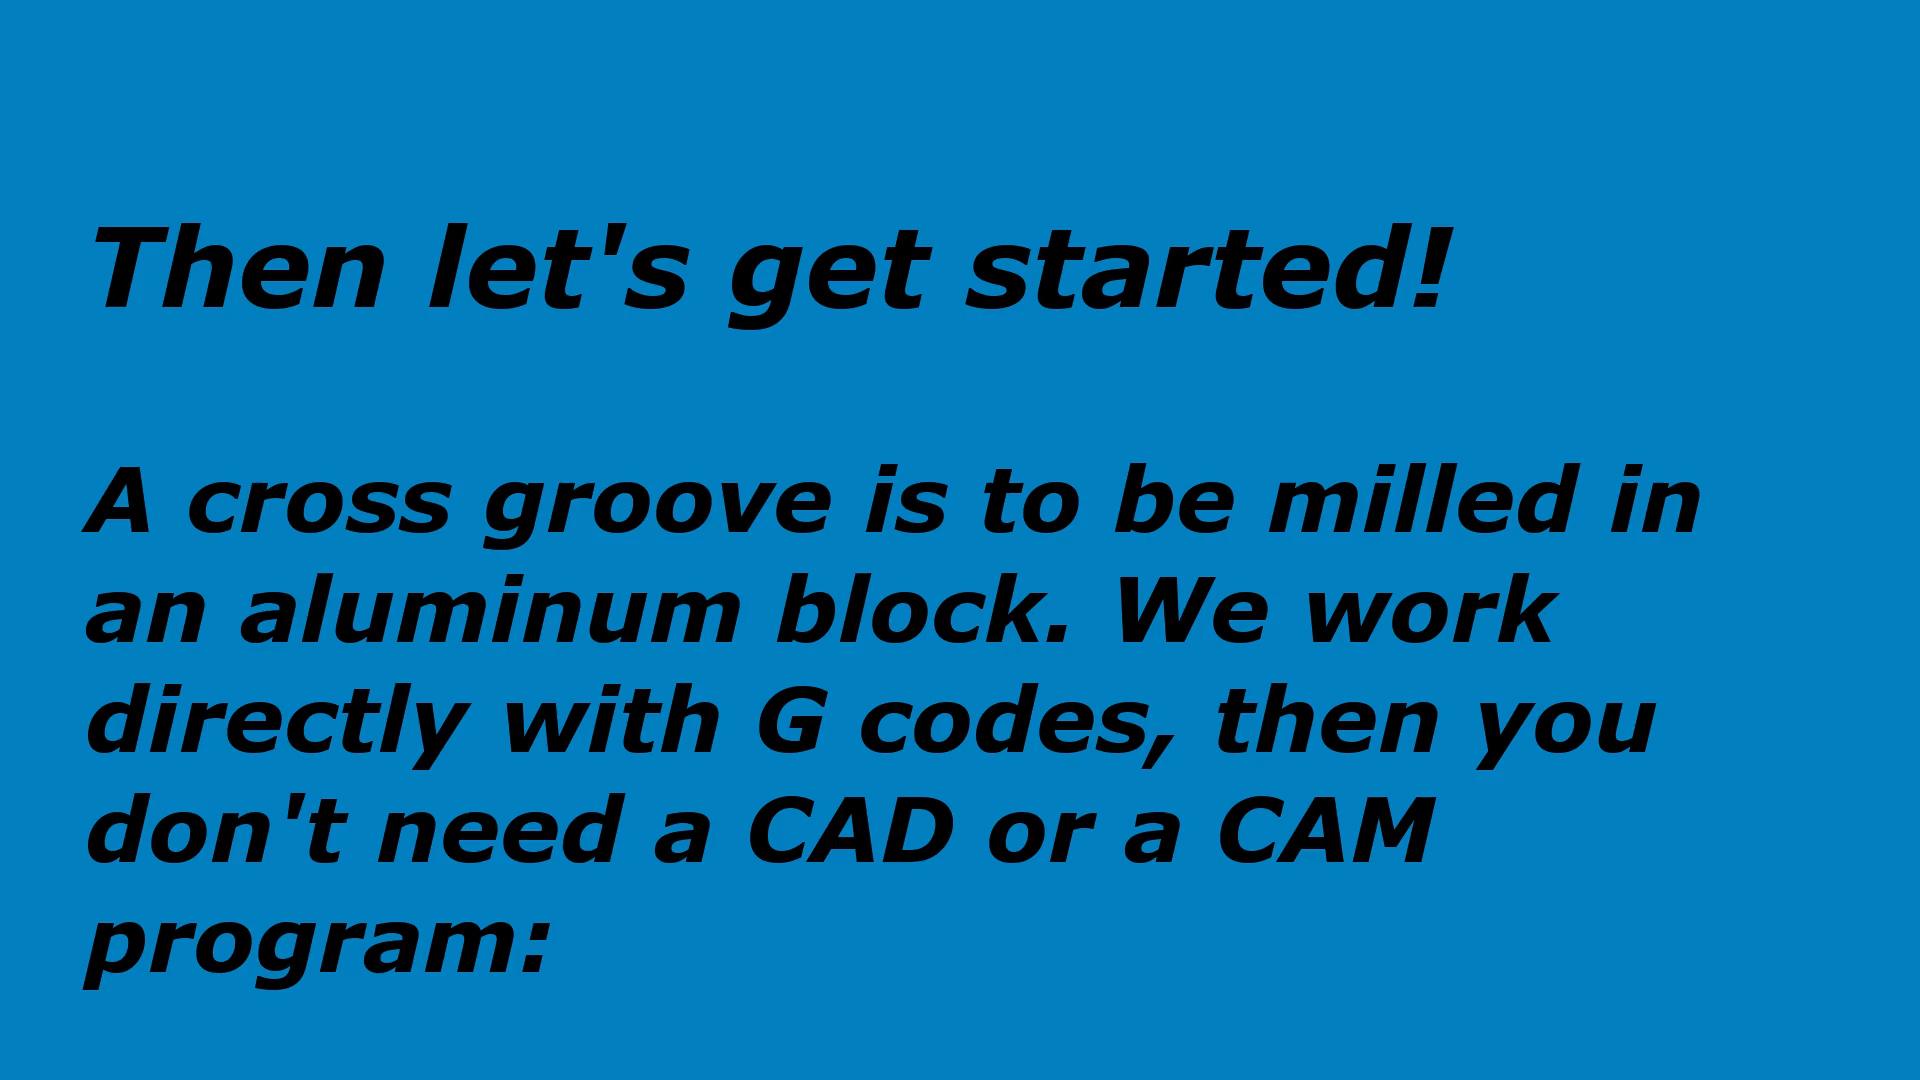 Then let's get started!
A cross groove is to be milled in
an aluminum block. We work
directly with G codes, then you
don't need a CAD or a CAM
program: